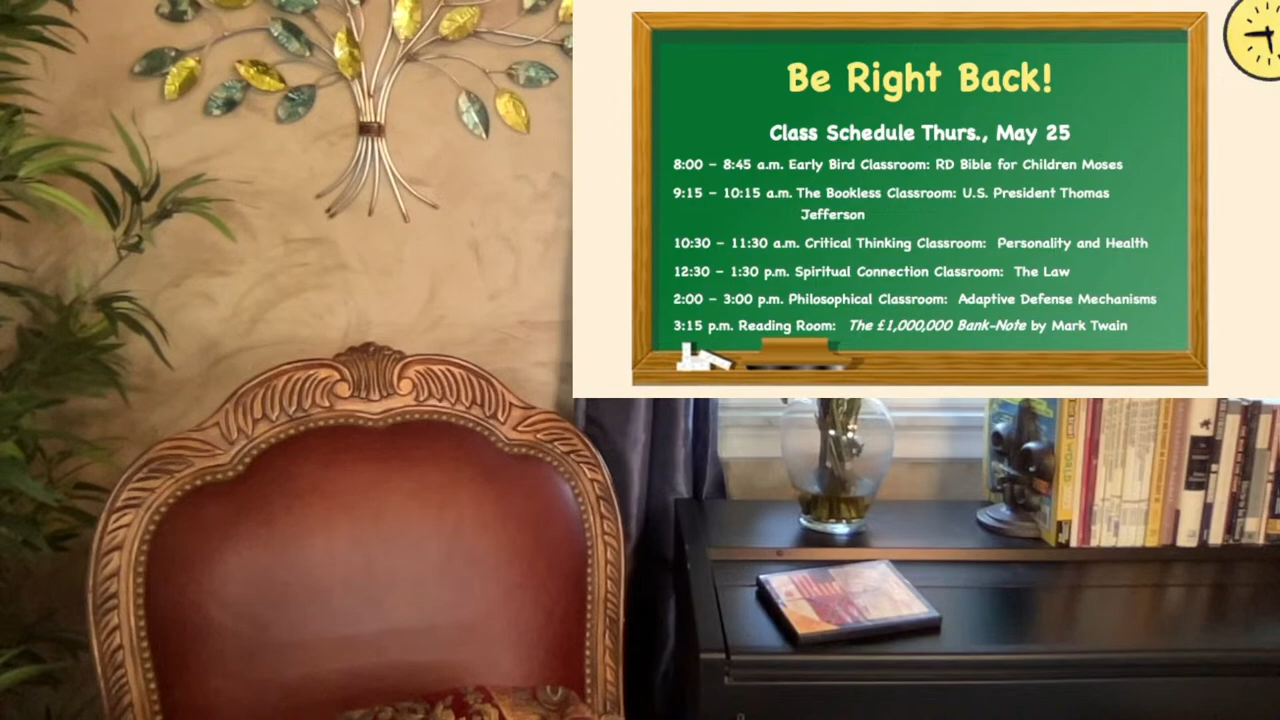 Be Right Back!
Class Schedule Thurs., May 25
8:00 – 8:45 a.m. Early Bird Classroom: RD Bible for Children Moses
9:15 – 10:15 a.m. The Bookless Classroom: U.S. President Thomas
Jefferson
10:30 – 11:30 a.m. Critical Thinking Classroom: Personality and Health
12:30 – 1:30 p.m. Spiritual Connection Classroom: The Law
2:00 – 3:00 p.m. Philosophical Classroom: Adaptive Defense Mechanisms
3:15 p.m. Reading Room: The £1,000,000 Bank-Note by Mark Twain
WORLD